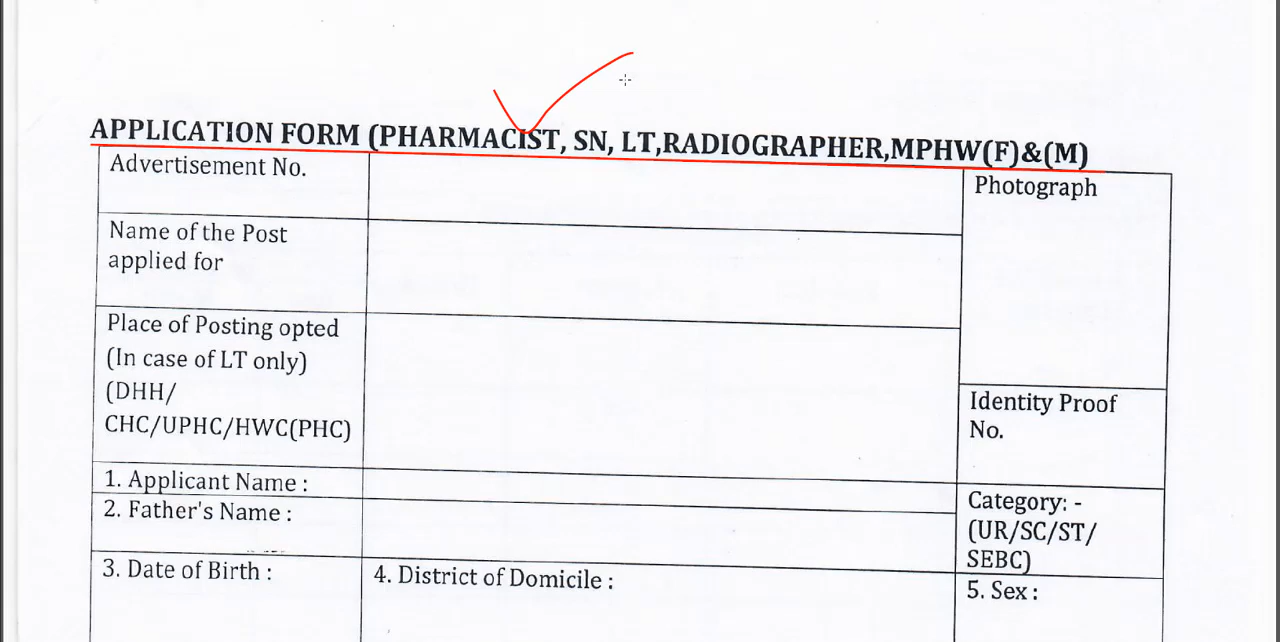 APPLICATION FORM (PHARMACIST, SN, LT,RADIOGRAPHER,MPHW(F)&(M)
Advertisement No.
Photograph
Name of the Post
applied for
Place of Posting opted
(In case of LT only)
(DHH/
CHC/UPHC/HWC(PHC)
Identity Proof
No.
1. Applicant Name :
2. Father's Name :
Category: -
(UR/SC/ST/
SEBC)
3. Date of Birth :
4. District of Domicile :
5. Sex :